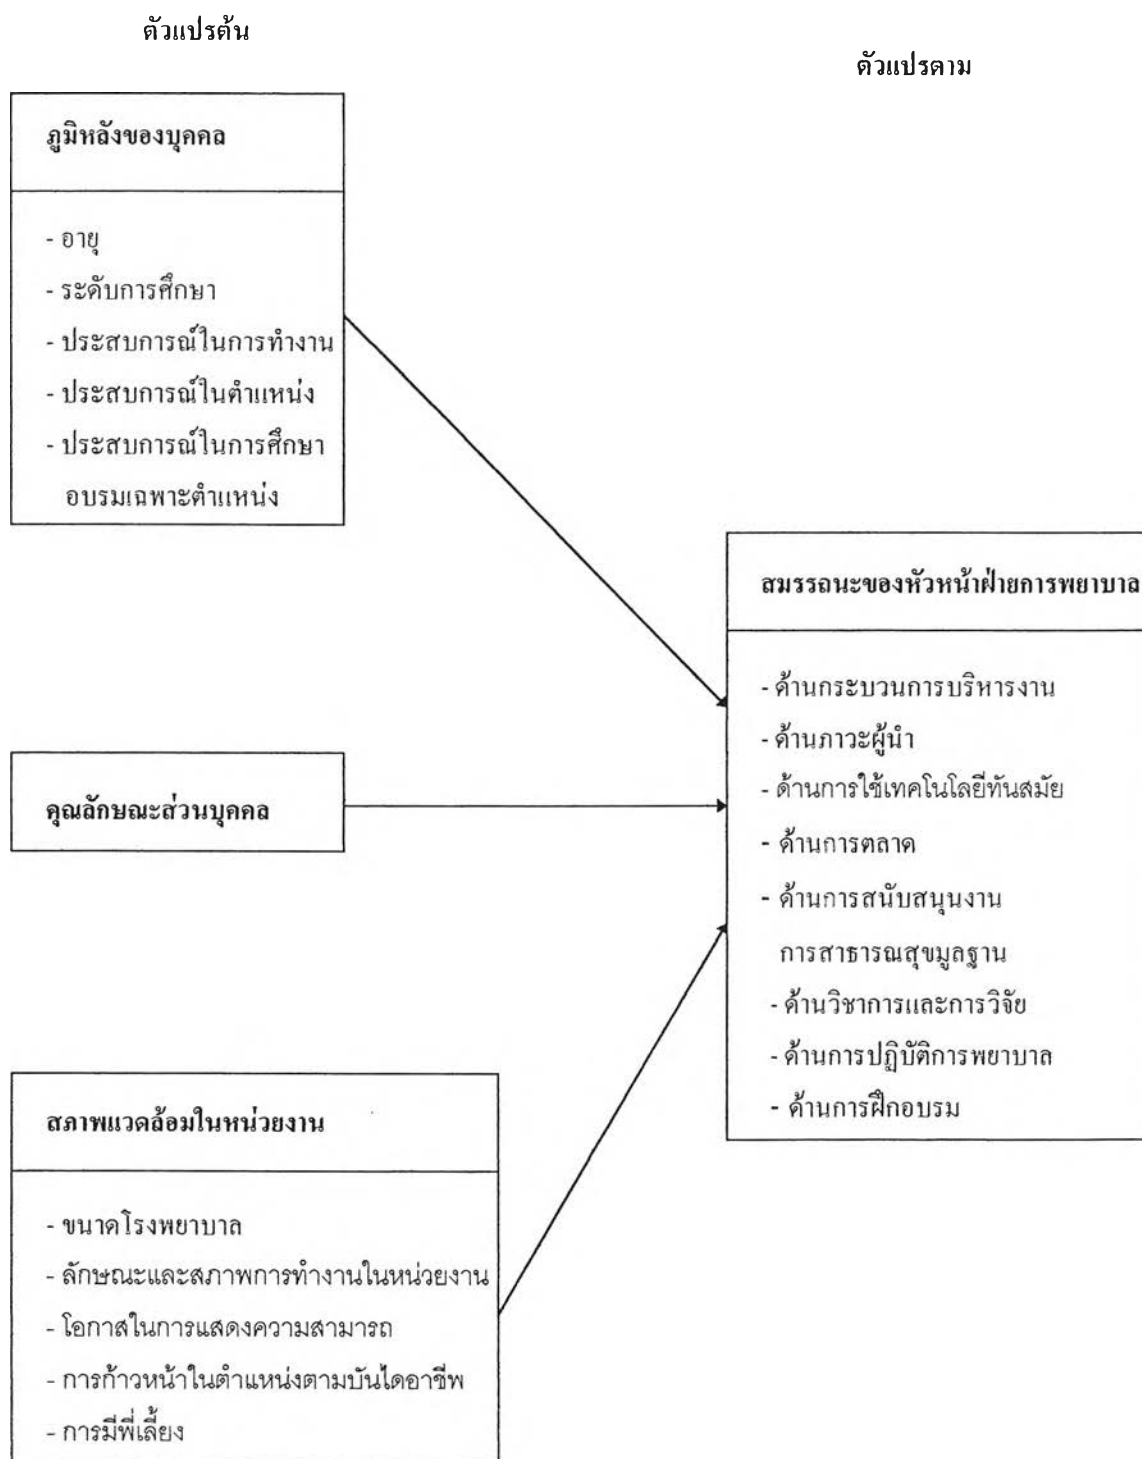 ตัวแปรต้น
ตัวแปรตาม
ภูมิหลังของบุคคล
- อายุ
- ระดับการศึกษา
- ประสบการณ์ในการทำงาน
- ประสบการณ์ในตำแหน่ง
- ประสบการณ์ในการศึกษา
อบรมเฉพาะตำแหน่ง
คุณลักษณะส่วนบุคคล
สภาพแวดล้อมในหน่วยงาน
- ขนาดโรงพยาบาล
- ลักษณะและสภาพการทำงานในหน่วยงาน
- โอกาสในการแสดงความสามารถ
- การก้าวหน้าในตำแหน่งตามบันไดอาชีพ
- การมีพี่เลี้ยง
สมรรถนะของหัวหน้าฝ่ายการพยาบาล
- ด้านกระบวนการบริหารงาน
- ด้านภาวะผู้นำ
- ด้านการใช้เทคโนโลยีทันสมัย
- ด้านการตลาด
- ด้านการสนับสนุนงาน
การสาธารณสุขมูลฐาน
- ด้านวิชาการและการวิจัย
- ด้านการปฏิบัติการพยาบาล
- ด้านการฝึกอบรม